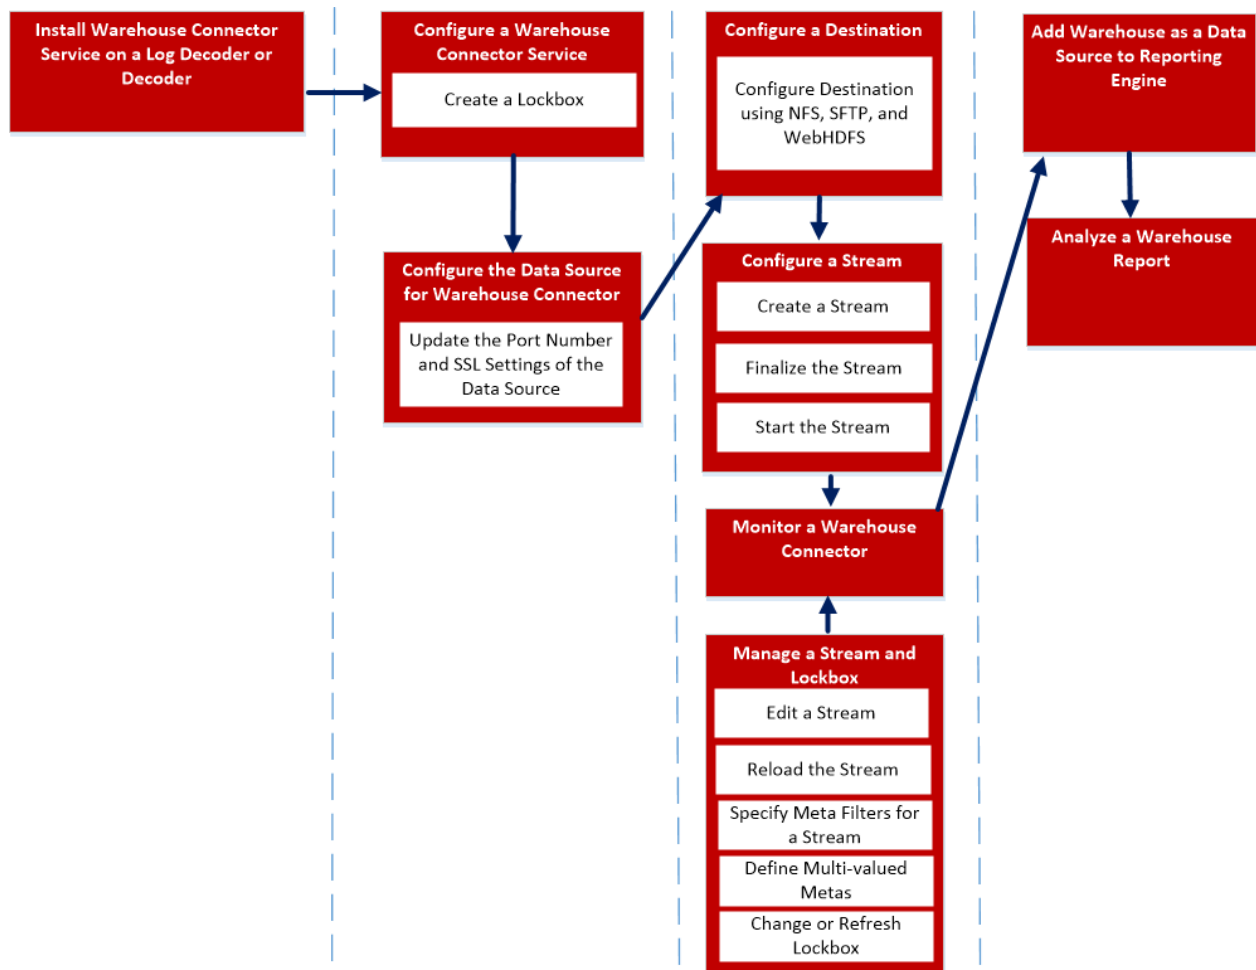 Install Warehouse Connector
Service on a Log Decoder or
Decoder
Configure a Warehouse
Connector Service
Create a Lockbox
Configure the Data Source
for Warehouse Connector
Update the Port Number
and SSL Settings of the
Data Source
Configure a Destination
Configure Destination
using NFS, SFTP, and
WebHDFS
Configure a Stream
Create a Stream
Finalize the Stream
Start the Stream
Monitor a Warehouse
Connector
Manage a Stream and
Lockbox
Edit a Stream
Reload the Stream
Specify Meta Filters for
a Stream
Define Multi-valued
Metas
Change or Refresh
Lockbox
Add Warehouse as a Data
Source to Reporting
Engine
Analyze a Warehouse
Report